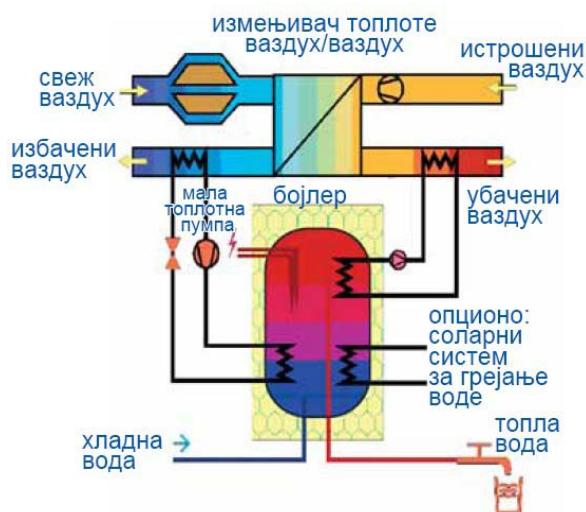 измењивач топлоте
ваздух/ваздух
свеж
ваздух
истрошени
ваздух
избачени
ваздух
мала
топлотна
пумпа
бојлер
убачени
ваздух
опционо:
соларни
систем
за грејање
воде
хладна
вода
топла
вода